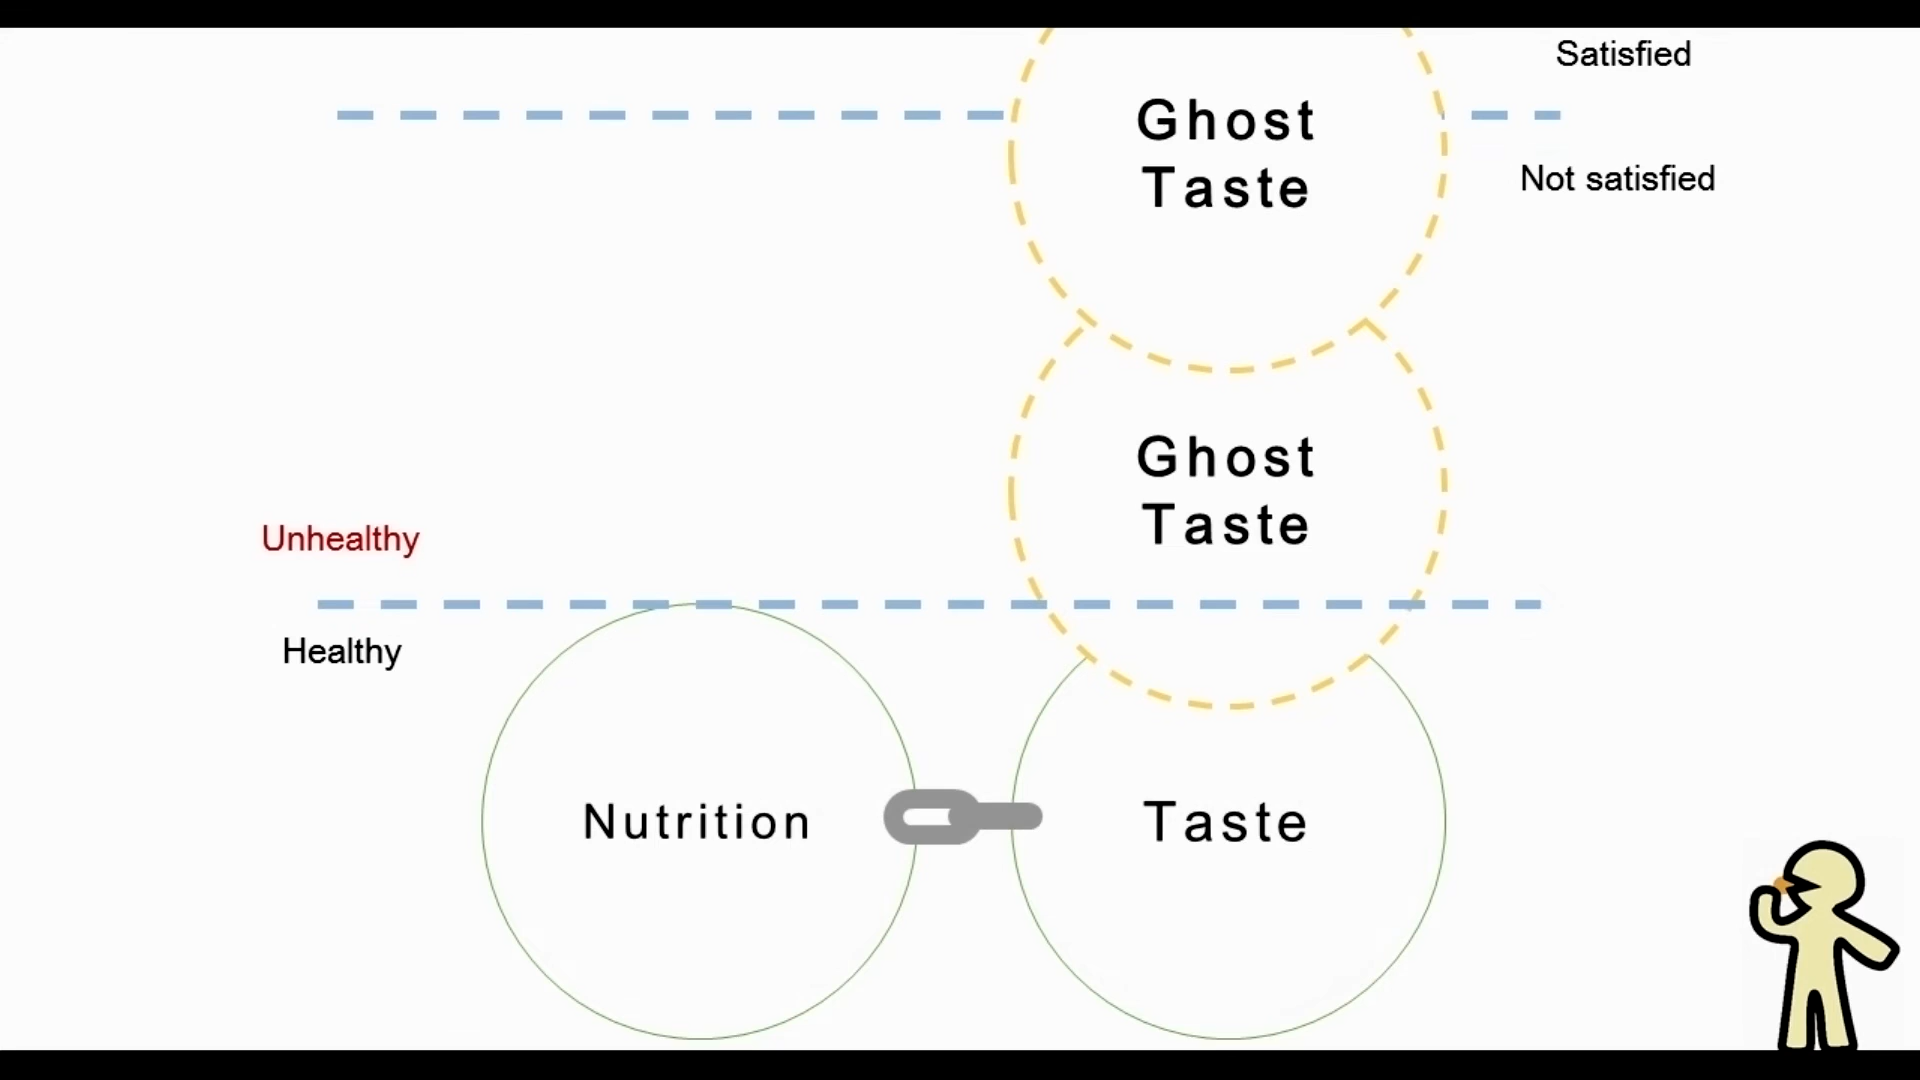 Satisfied
Ghost
Taste
Not satisfied
Ghost
Taste
Unhealthy
Healthy
Nutrition
Taste